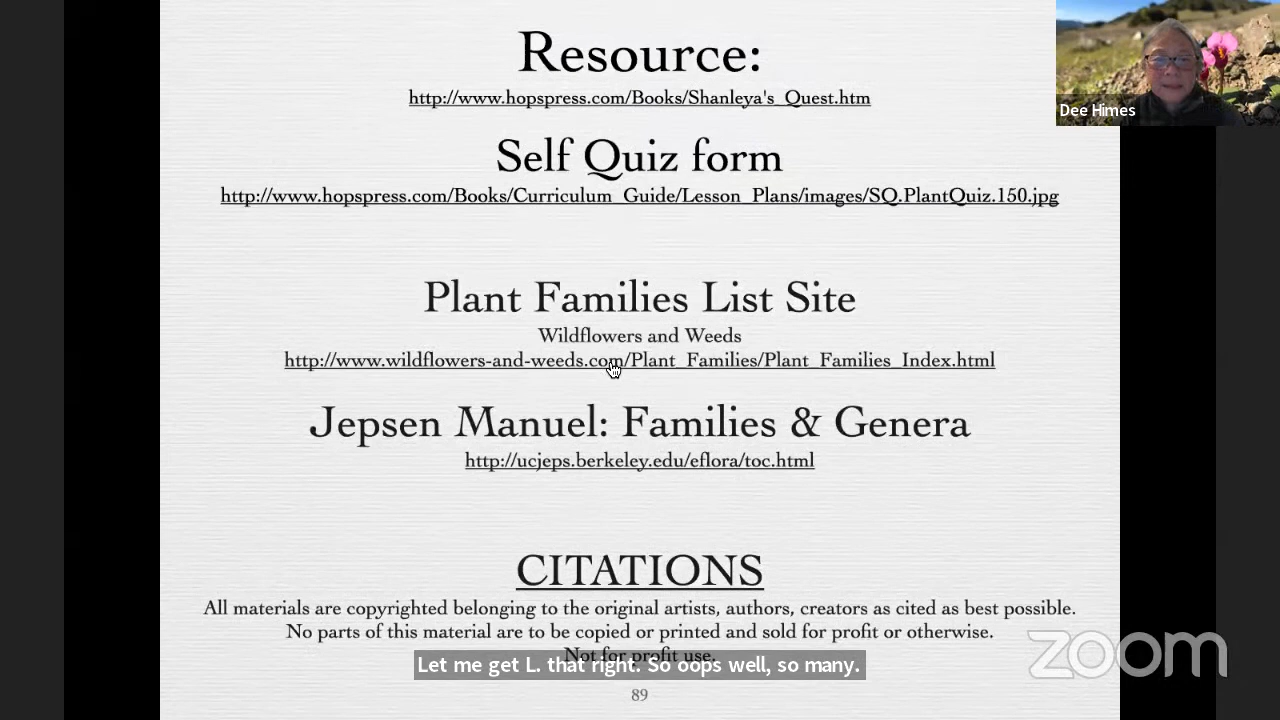 Resource:
http://www.hopspress.com/Books/Shanleya's_Quest.htm
Dee Himes
Self Quiz form
http://www.hopspress.com/Books/Curriculum_Guide/Lesson_Plans/images/SQ.PlantQuiz.150.jpg
Plant Families List Site
Wildflowers and Weeds
http://www.wildflowers-and-weeds.com/Plant_Families/Plant_Families_Index.html
Jepsen Manuel: Families & Genera
http://ucjeps.berkeley.edu/eflora/toc.html
CITATIONS
All materials are copyrighted belonging to the original artists, authors, creators as cited as best possible.
No parts of this material are to be copied or printed and sold for profit or otherwise.
Not for profit use.
Let me get L. that right. So oops well, so many.
zoom
89